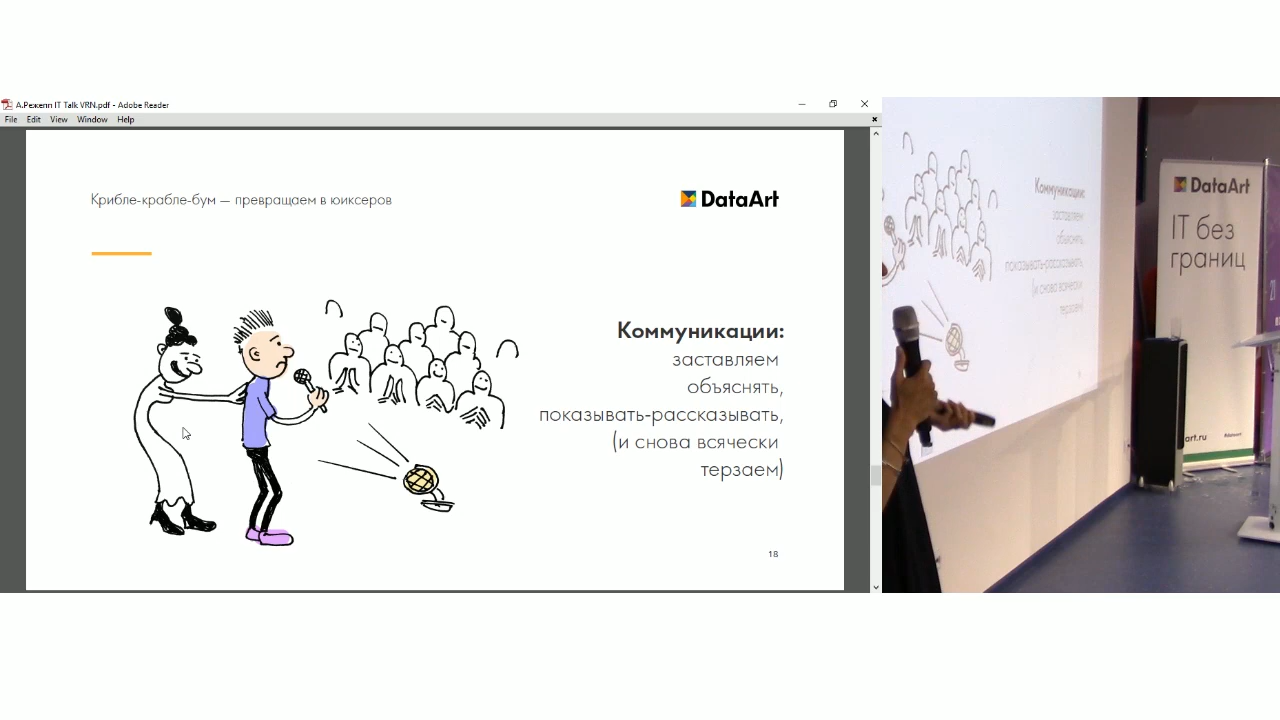 А.Режепп IT Talk VRN.pdf - Adobe Reader
File Edit View Window Help
Крибле-крабле-бум — превращаем в юиксеров
DataArt
Коммуникации:
заставляем
объяснять,
показывать-рассказывать,
(и снова всячески
терзаем)
18
Коммуникации:
заставляем
объяснять,
показывать-рассказывать,
(и снова всячески
терзаем)
DataArt
IT без
границ
art.ru
#dataart